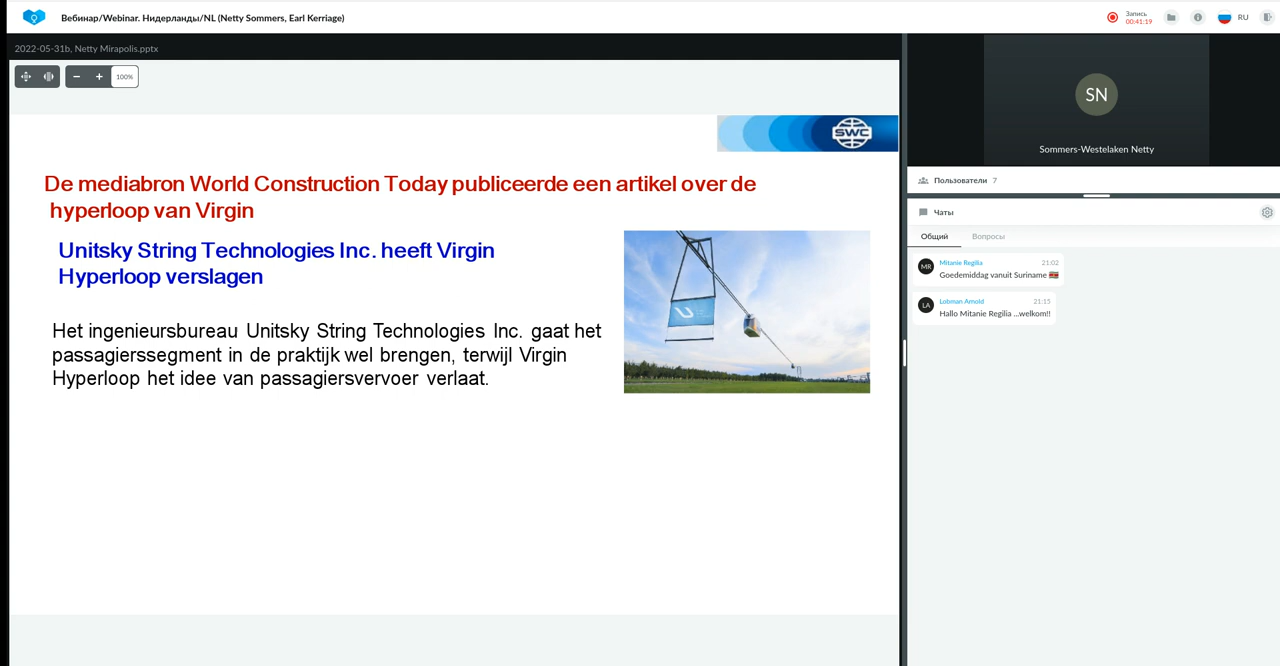 Вебинар/Webinar. Нидерланды/NL (Netty Sommers, Earl Kerriage)
Запись
00:41:19
RU
2022-05-31b, Netty Mirapolis.pptx
100%
SWC
De mediabron World Construction Today publiceerde een artikel over de
hyperloop van Virgin
Unitsky String Technologies Inc. heeft Virgin
Hyperloop verslagen
Het ingenieursbureau Unitsky String Technologies Inc. gaat het
passagierssegment in de praktijk wel brengen, terwijl Virgin
Hyperloop het idee van passagiersvervoer verlaat.
SN
Sommers-Westelaken Netty
Пользователи 7
Чаты
Общий Вопросы
MR Mitanie Regilia 21:02
Goedemiddag vanuit Suriname 🇸🇷
LA Lobman Arnold 21:15
Hallo Mitanie Regilia ...welkom!!